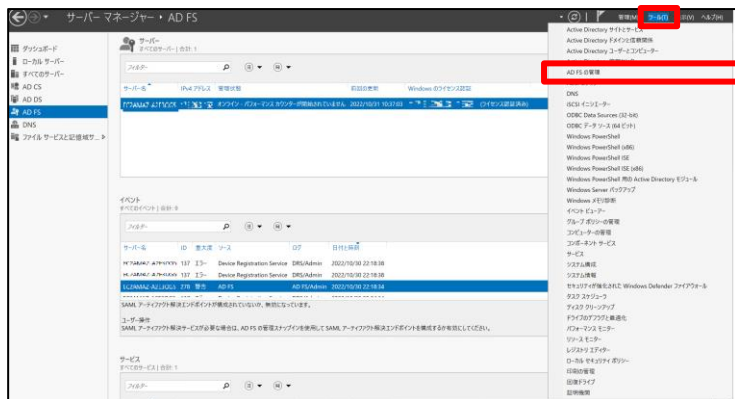 サーバー マネージャー • AD FS
管理(M) ツール(T) 表示(V) ヘルプ(H)
ダッシュボード
ローカル サーバー
すべてのサーバー
AD CS
AD DS
AD FS
DNS
ファイル サービスと記憶域サ...
サーバー
すべてのサーバー | 合計: 1
フィルター
サーバー名 IPv4 アドレス 管理状態 前回の更新 Windows のライセンス認証
オンライン - パフォーマンス カウンターが開始されていません 2022/10/31 10:37:03 (ライセンス認証済み)
イベント
すべてのイベント | 合計: 8
フィルター
サーバー名 ID 重大度 ソース ログ 日付と時刻
137 エラー Device Registration Service DRS/Admin 2022/10/30 22:18:38
137 エラー Device Registration Service DRS/Admin 2022/10/30 22:18:38
276 警告 AD FS AD FS/Admin 2022/10/30 22:18:34
SAML アーティファクト解決エンドポイントが構成されていないか、無効になっています。
ユーザー操作
SAML アーティファクト解決サービスが必要な場合は、AD FS の管理スナップインを使用して SAML アーティファクト解決エンドポイントを構成するか有効にしてください。
サービス
すべてのサービス | 合計: 1
フィルター
Active Directory サイトとサービス
Active Directory ドメインと信頼関係
Active Directory ユーザーとコンピューター
AD FS の管理
DNS
iSCSI イニシエーター
ODBC Data Sources (32-bit)
ODBC データ ソース (64 ビット)
Windows PowerShell
Windows PowerShell (x86)
Windows PowerShell ISE
Windows PowerShell ISE (x86)
Windows PowerShell 用の Active Directory モジュール
Windows Server バックアップ
Windows メモリ診断
イベント ビューアー
グループ ポリシーの管理
コンピューターの管理
コンポーネント サービス
サービス
システム構成
システム情報
セキュリティが強化された Windows Defender ファイアウォール
タスク スケジューラ
ディスク クリーンアップ
ドライブのデフラグと最適化
パフォーマンス モニター
リソース モニター
レジストリ エディター
ローカル セキュリティ ポリシー
印刷の管理
回復ドライブ
証明機関